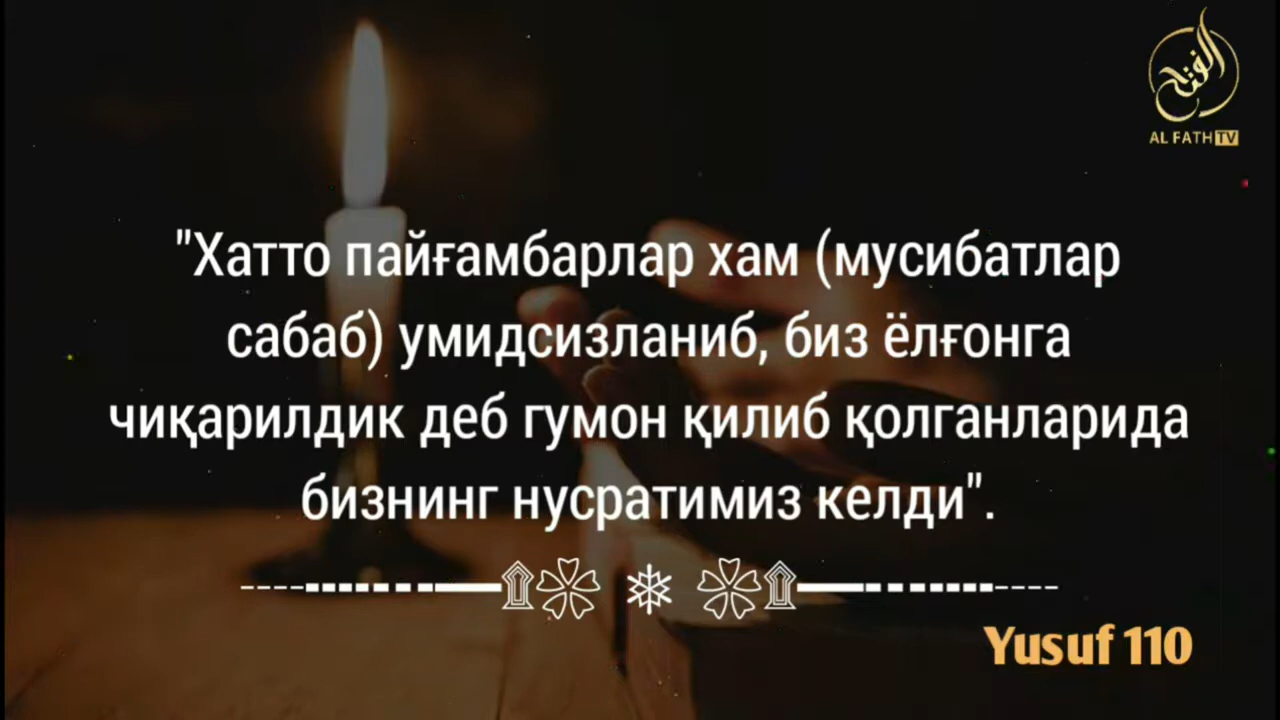 الفتح
AL FATH TV
"Хатто пайғамбарлар хам (мусибатлар
сабаб) умидсизланиб, биз ёлғонга
чиқарилдик деб гумон қилиб қолганларида
бизнинг нусратимиз келди".
Yusuf 110